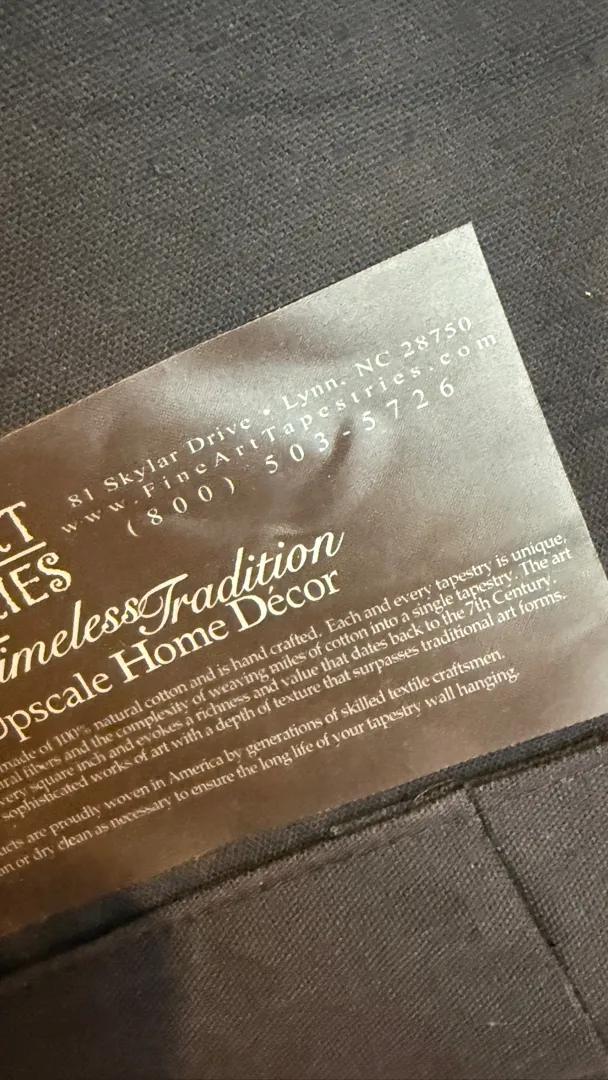 81 Skylar Drive • Lynn, NC 28750
www.FineArtTapestries.com
(800) 503-5726
RT
RIES
Timeless Tradition
Upscale Home Décor
made of 100% natural cotton and is hand crafted. Each and every tapestry is unique.
ral fibers and the complexity of weaving miles of cotton into a single tapestry. The art
very square inch and evokes a richness and value that dates back to the 7th Century.
sophisticated works of art with a depth of texture that surpasses traditional art forms.
ucts are proudly woven in America by generations of skilled textile craftsmen.
an or dry clean as necessary to ensure the long life of your tapestry wall hanging.